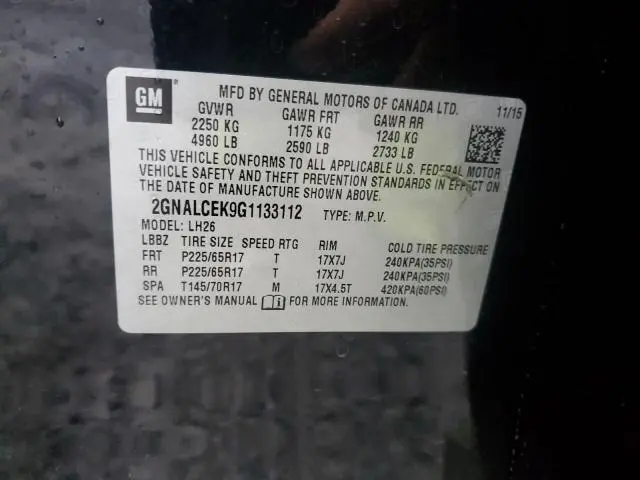 GM MFD BY GENERAL MOTORS OF CANADA LTD. 11/15
GVWR GAWR FRT GAWR RR
2250 KG 1175 KG 1240 KG
4960 LB 2590 LB 2733 LB
THIS VEHICLE CONFORMS TO ALL APPLICABLE U.S. FEDERAL MOTOR
VEHICLE SAFETY AND THEFT PREVENTION STANDARDS IN EFFECT ON
THE DATE OF MANUFACTURE SHOWN ABOVE.
2GNALCEK9G1133112 TYPE: M.P.V.
MODEL: LH26
LBBZ TIRE SIZE SPEED RTG RIM COLD TIRE PRESSURE
FRT P225/65R17 T 17X7J 240KPA(35PSI)
RR P225/65R17 T 17X7J 240KPA(35PSI)
SPA T145/70R17 M 17X4.5T 420KPA(60PSI)
SEE OWNER'S MANUAL FOR MORE INFORMATION.